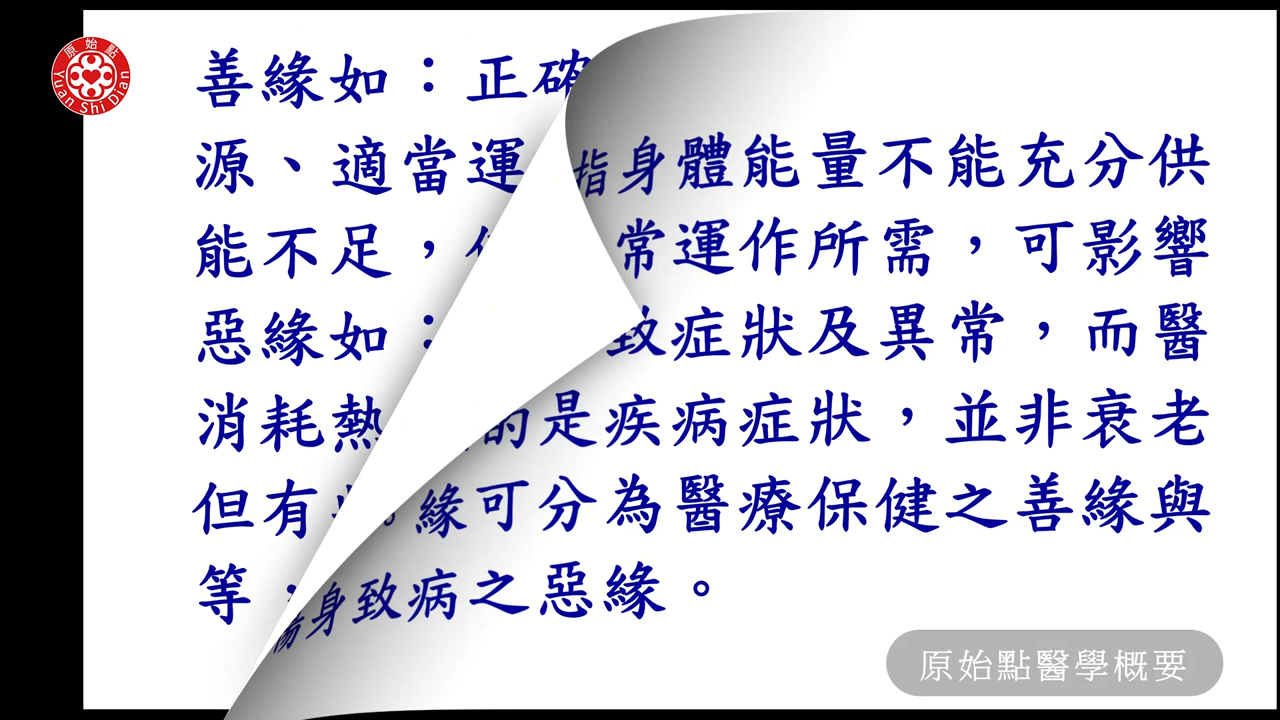 原始點
Yuan Shi Dian
善緣如：正確
源、適當運 指身體能量不能充分供
能不足， 常運作所需，可影響
惡緣如： 致症狀及異常，而醫
消耗熱 的是疾病症狀，並非衰老
但有 。緣可分為醫療保健之善緣與
等， 傷身致病之惡緣。
原始點醫學概要